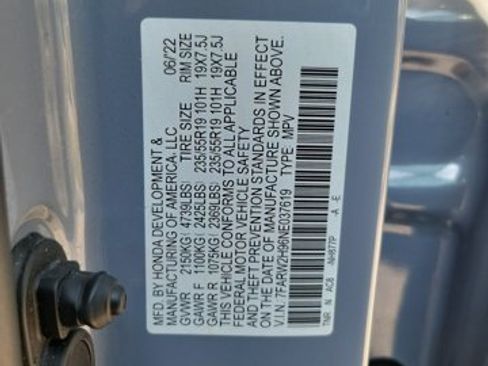 MFD. BY HONDA DEVELOPMENT & 06/22
MANUFACTURING OF AMERICA, LLC
GVWR 2150KG( 4739LBS) TIRE SIZE RIM SIZE
GAWR F 1100KG( 2425LBS) 235/55R19 101H 19X7.5J
GAWR R 1075KG( 2369LBS) 235/55R19 101H 19X7.5J
THIS VEHICLE CONFORMS TO ALL APPLICABLE
FEDERAL MOTOR VEHICLE SAFETY
AND THEFT PREVENTION STANDARDS IN EFFECT
ON THE DATE OF MANUFACTURE SHOWN ABOVE.
V.I.N.: 7FARW2H96NE037619 TYPE: MPV
TNR N AC8 NH877P -A -E